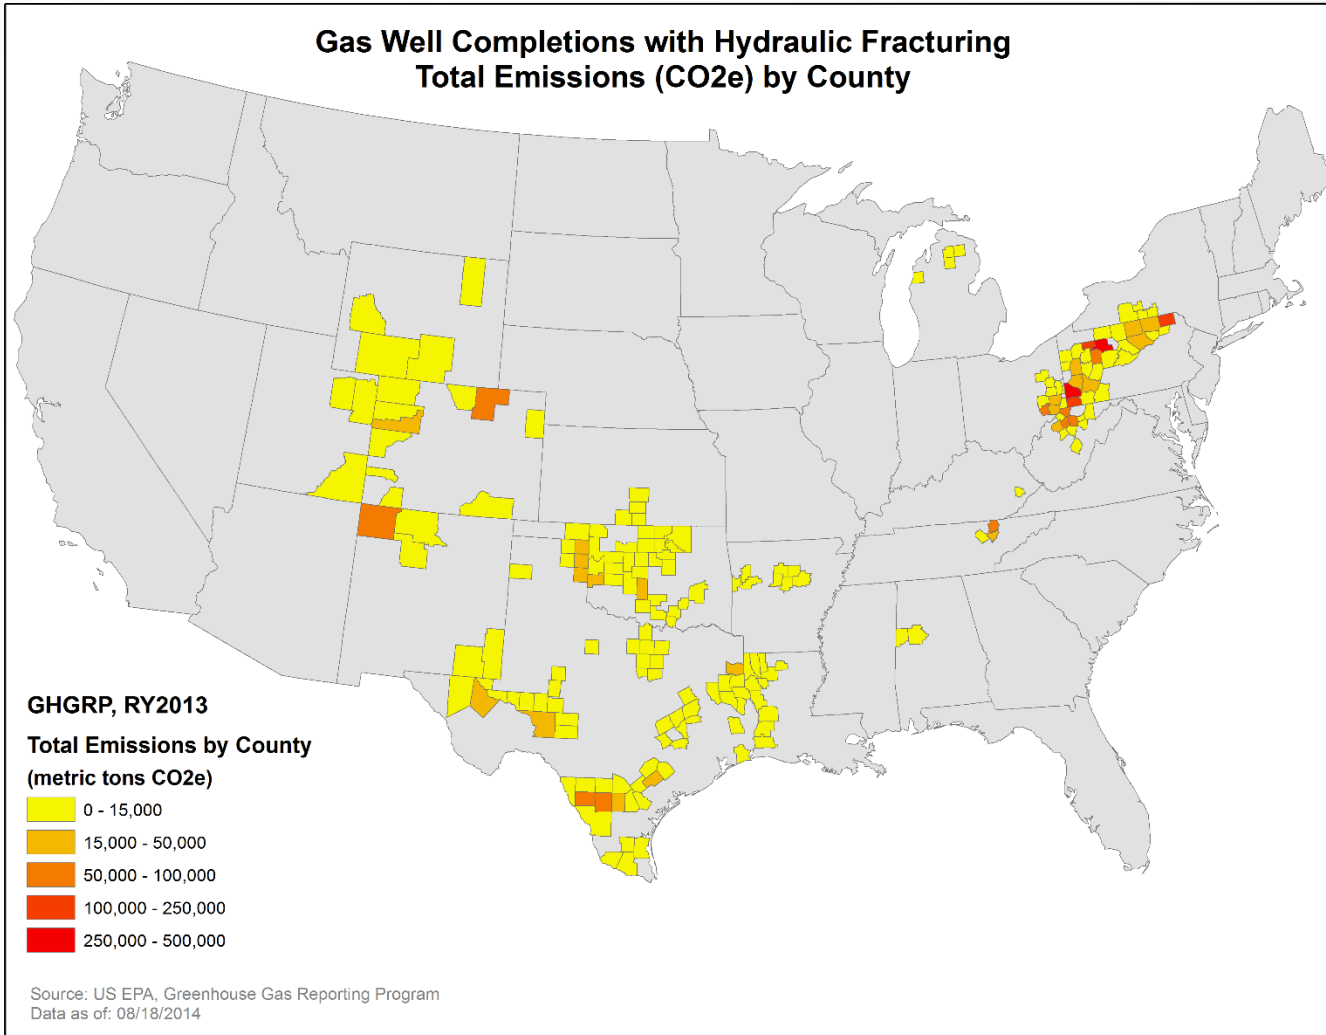 Gas Well Completions with Hydraulic Fracturing
Total Emissions (CO2e) by County
GHGRP, RY2013
Total Emissions by County
(metric tons CO2e)
0 - 15,000
15,000 - 50,000
50,000 - 100,000
100,000 - 250,000
250,000 - 500,000
Source: US EPA, Greenhouse Gas Reporting Program
Data as of: 08/18/2014